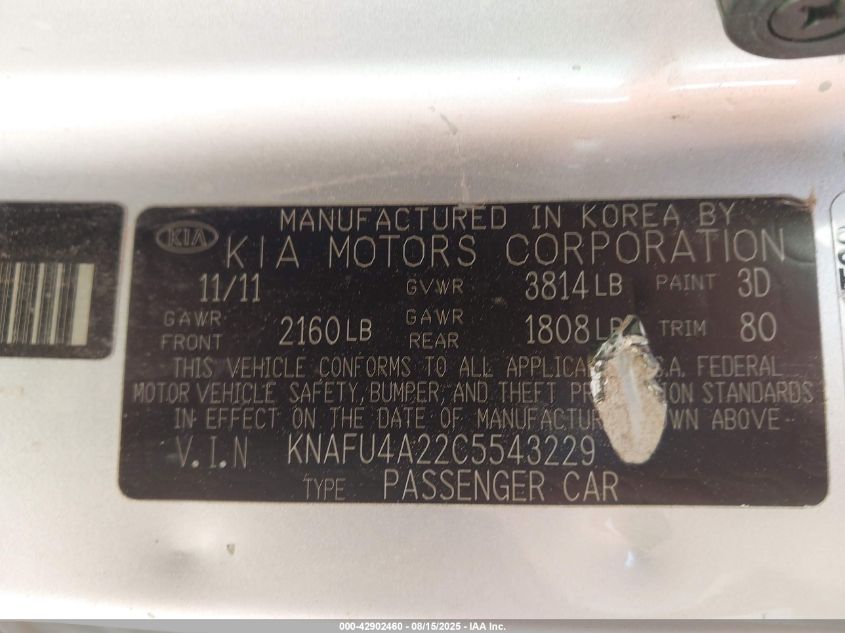 MANUFACTURED IN KOREA BY
KIA KIA MOTORS CORPORATION
11/11 GVWR 3814 LB PAINT 3D
GAWR FRONT 2160 LB GAWR REAR 1808 LB TRIM 80
THIS VEHICLE CONFORMS TO ALL U.S.A. FEDERAL
MOTOR VEHICLE SAFETY, BUMPER, AND THEFT STANDARDS
IN EFFECT ON THE DATE OF ABOVE
V.I.N KNAFU4A22C5543229
TYPE PASSENGER CAR
000-42902460 - 08/15/2025 - IAA Inc.